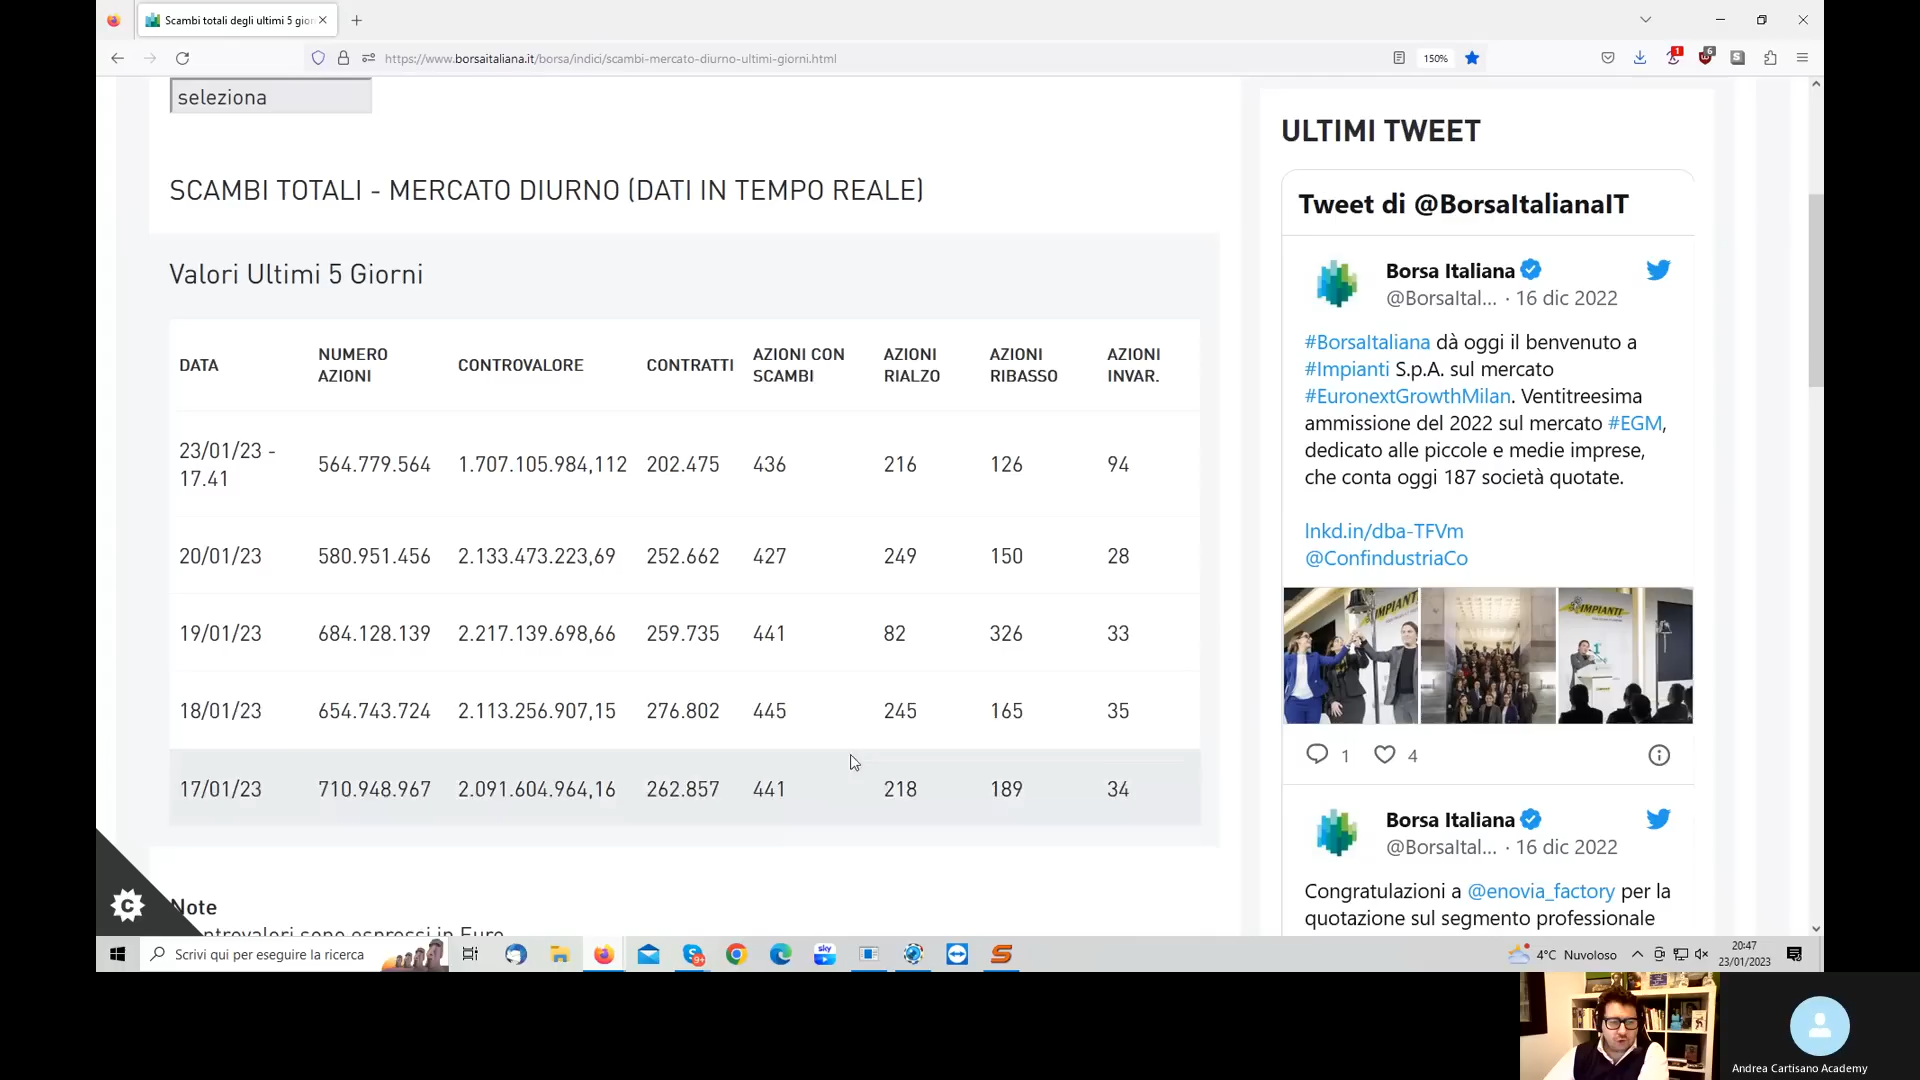 Scambi totali degli ultimi 5 gior
https://www.borsaitaliana.it/borsa/indici/scambi-mercato-diurno-ultimi-giorni.html
150%
1
6
S
seleziona
SCAMBI TOTALI - MERCATO DIURNO (DATI IN TEMPO REALE)
Valori Ultimi 5 Giorni
DATA NUMERO AZIONI CONTROVALORE CONTRATTI AZIONI CON SCAMBI AZIONI RIALZO AZIONI RIBASSO AZIONI INVAR.
23/01/23 - 17.41 564.779.564 1.707.105.984,112 202.475 436 216 126 94
20/01/23 580.951.456 2.133.473.223,69 252.662 427 249 150 28
19/01/23 684.128.139 2.217.139.698,66 259.735 441 82 326 33
18/01/23 654.743.724 2.113.256.907,15 276.802 445 245 165 35
17/01/23 710.948.967 2.091.604.964,16 262.857 441 218 189 34
Note
ULTIMI TWEET
Tweet di @BorsaItalianaIT
Borsa Italiana
@BorsaItal... · 16 dic 2022
#BorsaItaliana dà oggi il benvenuto a
#Impianti S.p.A. sul mercato
#EuronextGrowthMilan. Ventitreesima
ammissione del 2022 sul mercato #EGM,
dedicato alle piccole e medie imprese,
che conta oggi 187 società quotate.
lnkd.in/dba-TFVm
@ConfindustriaCo
IMPIANTI
IMPIANTI
1 4
Borsa Italiana
@BorsaItal... · 16 dic 2022
Congratulazioni a @enovia_factory per la
quotazione sul segmento professionale
Scrivi qui per eseguire la ricerca
9+
sky
4°C Nuvoloso
20:47
23/01/2023
Andrea Cartisano Academy